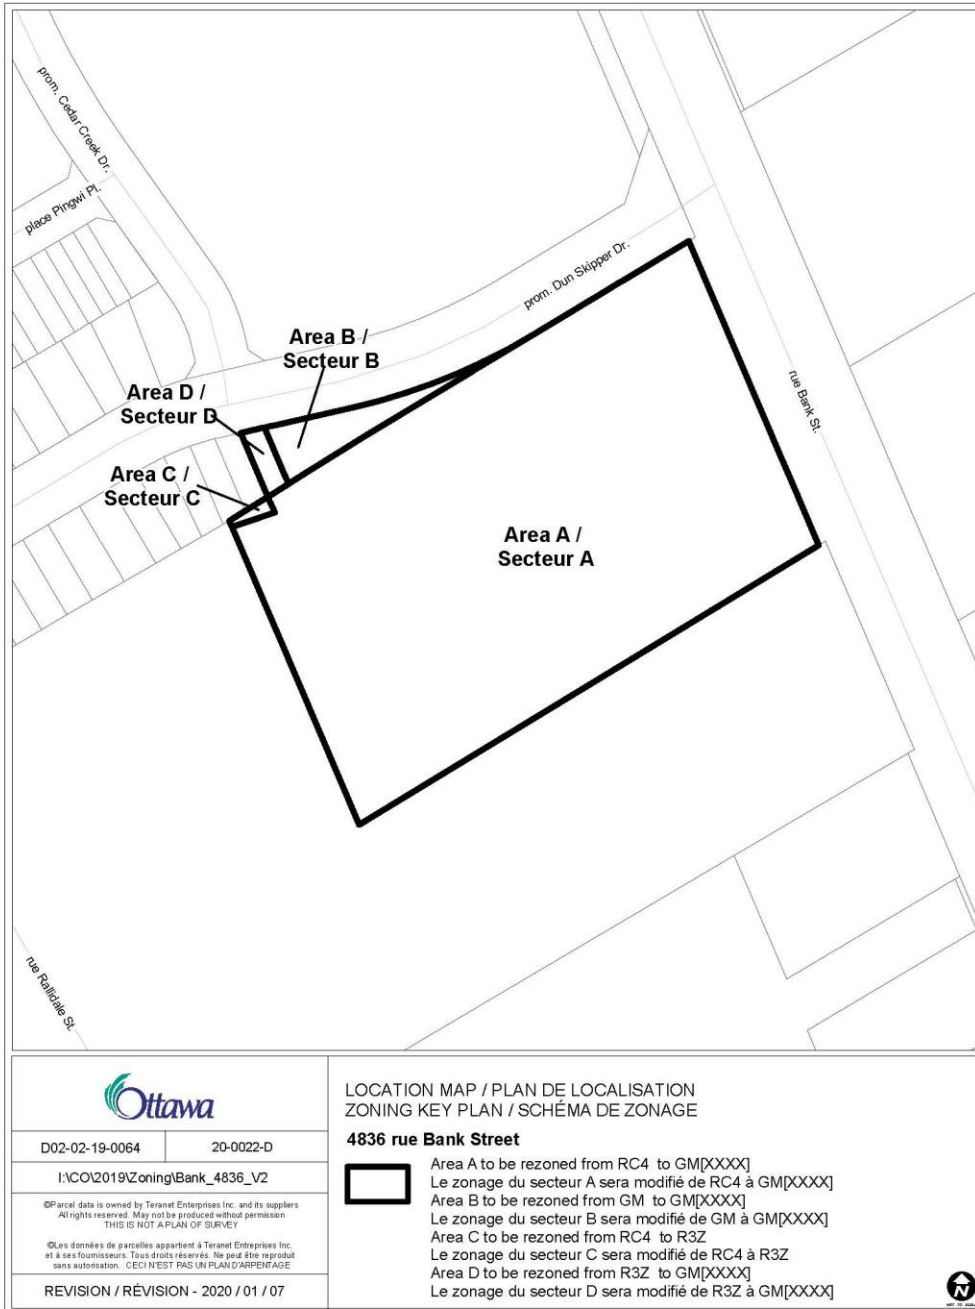 prom. Cedar Creek Dr.
place Pingwi Pl.
prom. Dun Skipper Dr.
Area B /
Secteur B
rue Bank St.
Area D /
Secteur D
Area C /
Secteur C
Area A /
Secteur A
rue Rallidale St.
Ottawa
D02-02-19-0064
20-0022-D
I:\CO\2019\Zoning\Bank_4836_V2
©Parcel data is owned by Teranet Enterprises Inc. and its suppliers
All rights reserved. May not be produced without permission
THIS IS NOT A PLAN OF SURVEY
©Les données de parcelles appartient à Teranet Entreprises Inc.
et à ses fournisseurs. Tous droits réservés. Ne peut être reproduit
sans autorisation. CECI N'EST PAS UN PLAN D'ARPENTAGE
REVISION / RÉVISION - 2020 / 01 / 07
LOCATION MAP / PLAN DE LOCALISATION
ZONING KEY PLAN / SCHÉMA DE ZONAGE
4836 rue Bank Street
Area A to be rezoned from RC4 to GM[XXXX]
Le zonage du secteur A sera modifié de RC4 à GM[XXXX]
Area B to be rezoned from GM to GM[XXXX]
Le zonage du secteur B sera modifié de GM à GM[XXXX]
Area C to be rezoned from RC4 to R3Z
Le zonage du secteur C sera modifié de RC4 à R3Z
Area D to be rezoned from R3Z to GM[XXXX]
Le zonage du secteur D sera modifié de R3Z à GM[XXXX]
N